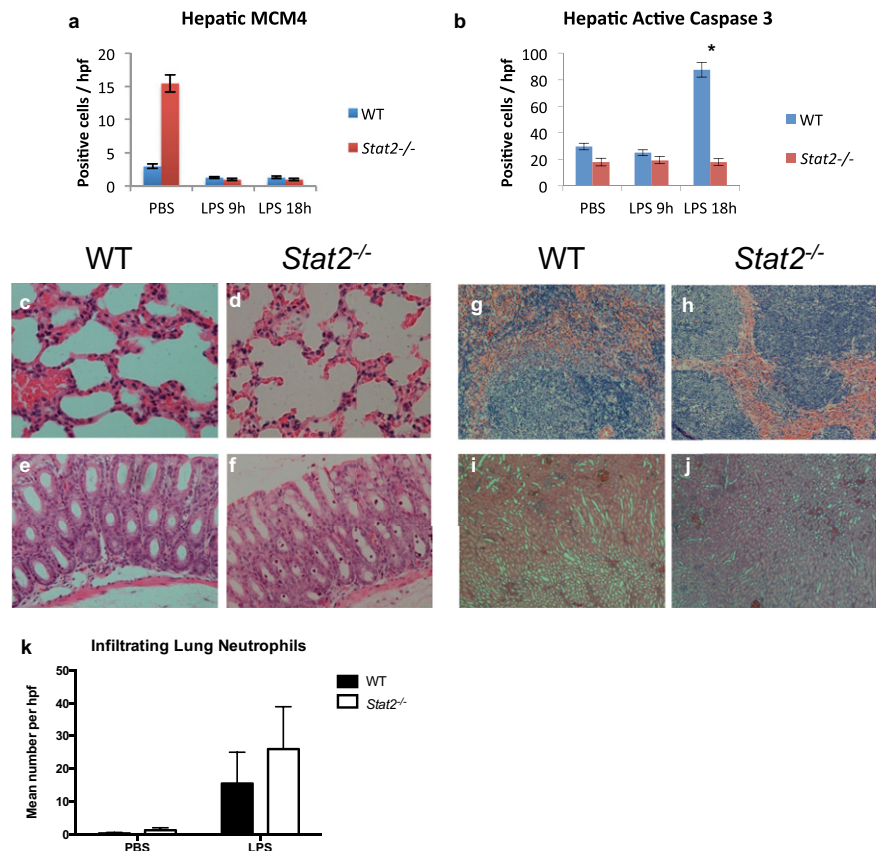 a
Hepatic MCM4
Positive cells / hpf
20
15
10
5
0
PBS
LPS 9h
LPS 18h
WT
Stat2-/-
b
Hepatic Active Caspase 3
Positive cells / hpf
100
80
60
40
20
0
*
PBS
LPS 9h
LPS 18h
WT
Stat2-/-
WT
Stat2-/-
WT
Stat2-/-
c
d
g
h
e
f
i
j
k
Infiltrating Lung Neutrophils
Mean number per hpf
50
40
30
20
10
0
PBS
LPS
WT
Stat2-/-